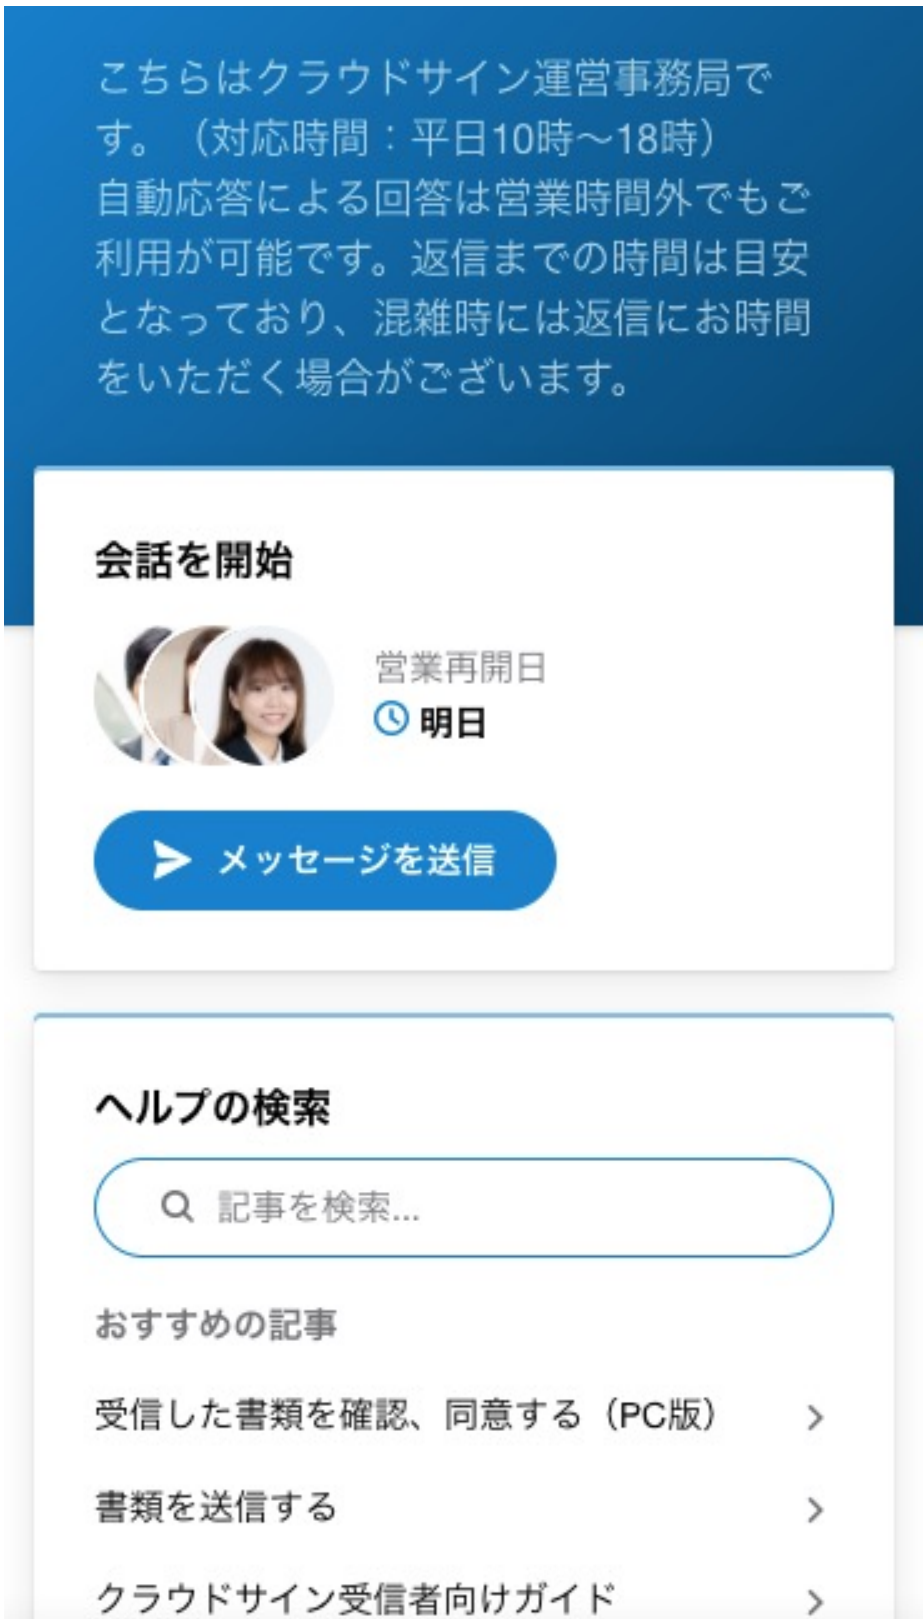 こちらはクラウドサイン運営事務局で
す。（対応時間：平日10時〜18時）
自動応答による回答は営業時間外でもご
利用が可能です。返信までの時間は目安
となっており、混雑時には返信にお時間
をいただく場合がございます。
会話を開始
営業再開日
明日
メッセージを送信
ヘルプの検索
記事を検索...
おすすめの記事
受信した書類を確認、同意する（PC版）
書類を送信する
クラウドサイン受信者向けガイド